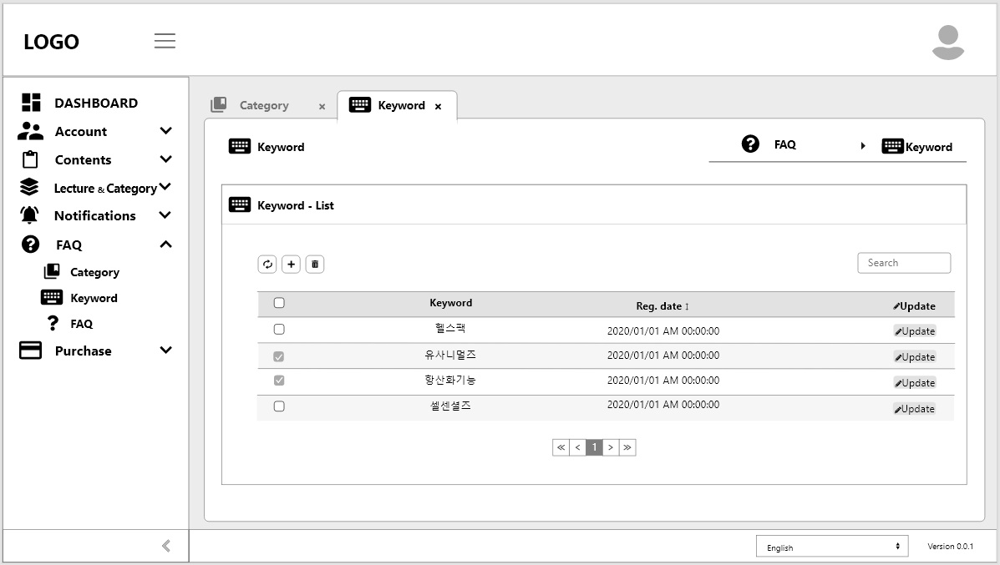 LOGO
DASHBOARD
Account
Contents
Lecture & Category
Notifications
FAQ
Category
Keyword
FAQ
Purchase
Category ×
Keyword ×
Keyword
FAQ Keyword
Keyword - List
Search
Keyword Reg. date ↕ Update
헬스팩 2020/01/01 AM 00:00:00 Update
유사니멀즈 2020/01/01 AM 00:00:00 Update
항산화기능 2020/01/01 AM 00:00:00 Update
셀센셜즈 2020/01/01 AM 00:00:00 Update
≪ < 1 > ≫
English
Version 0.0.1